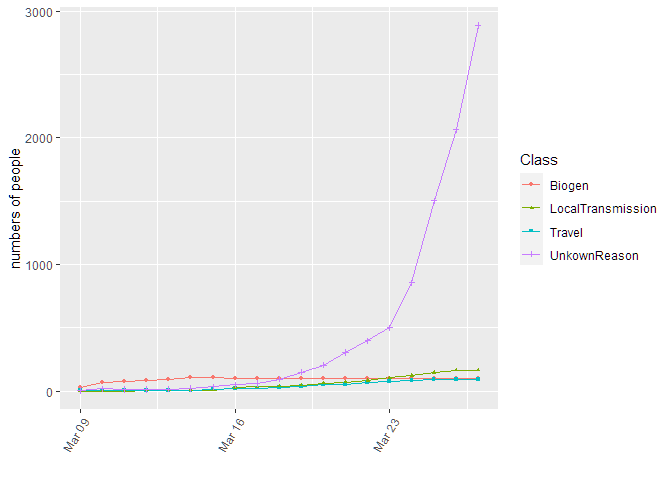 3000
2000
1000
0
numbers of people
Mar 09
Mar 16
Mar 23
Class
Biogen
LocalTransmission
Travel
UnkownReason